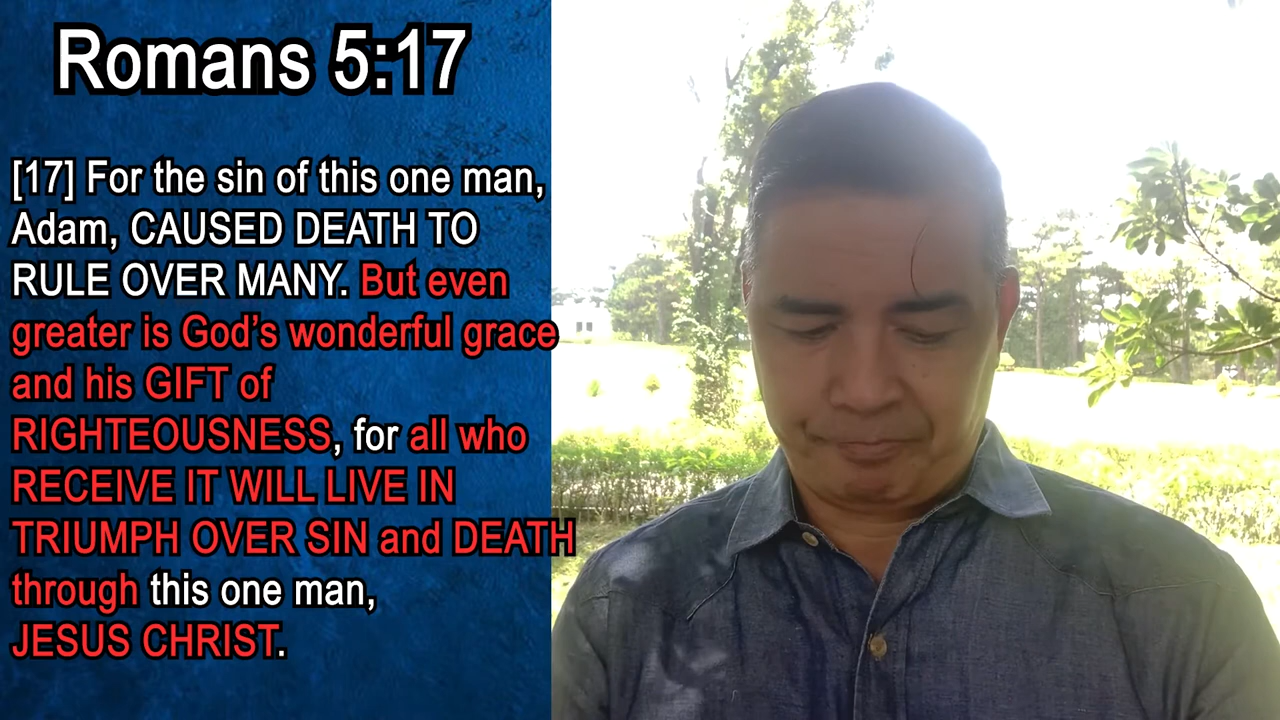 Romans 5:17
[17] For the sin of this one man,
Adam, CAUSED DEATH TO
RULE OVER MANY. But even
greater is God’s wonderful grace
and his GIFT of
RIGHTEOUSNESS, for all who
RECEIVE IT WILL LIVE IN
TRIUMPH OVER SIN and DEATH
through this one man,
JESUS CHRIST.